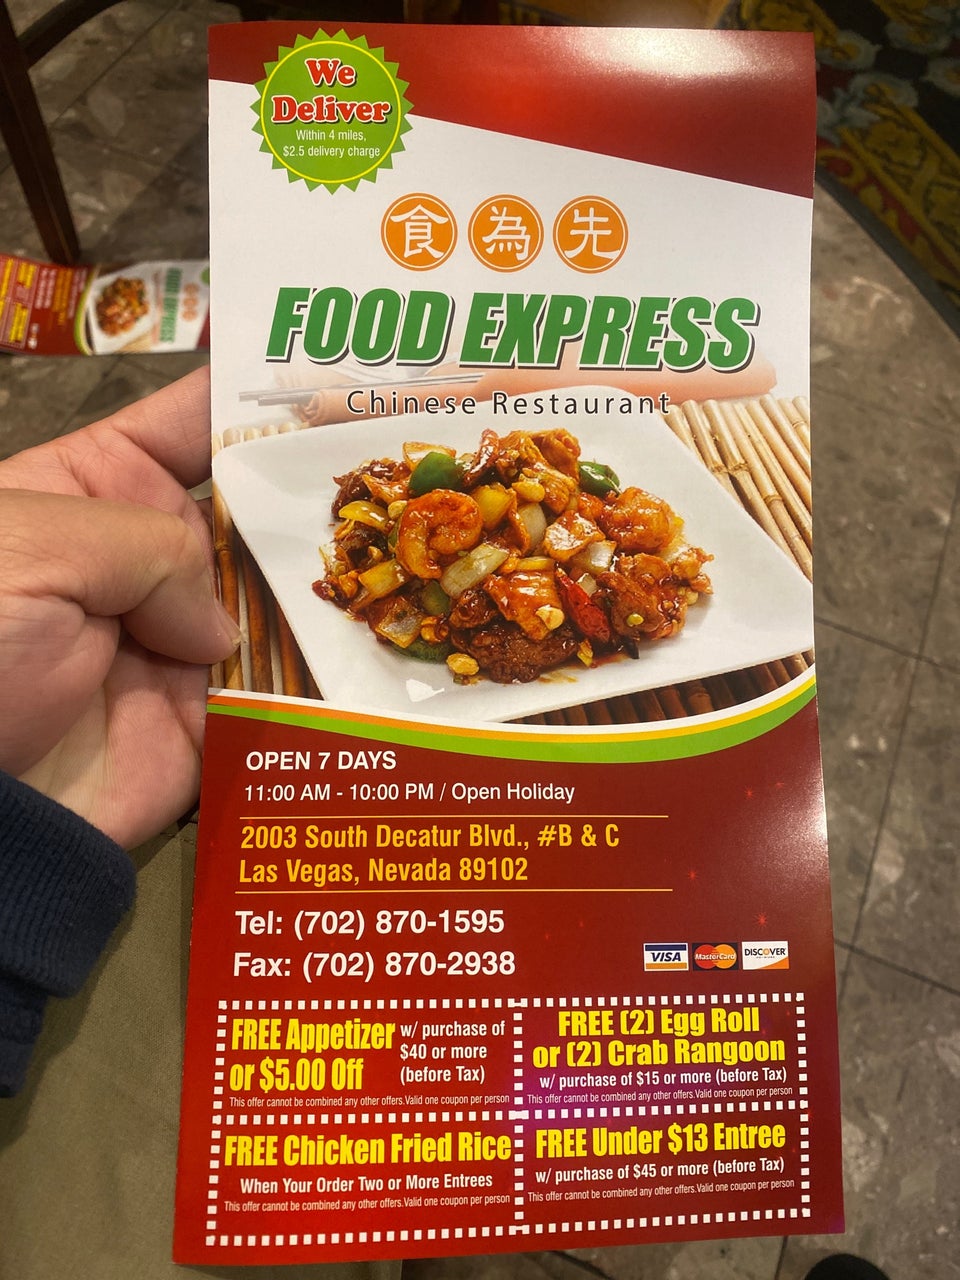 We
Deliver
Within 4 miles,
$2.5 delivery charge
食為先
FOOD EXPRESS
Chinese Restaurant
OPEN 7 DAYS
11:00 AM - 10:00 PM / Open Holiday
2003 South Decatur Blvd., #B & C
Las Vegas, Nevada 89102
Tel: (702) 870-1595
Fax: (702) 870-2938
VISA
MasterCard
DISCOVER
FREE Appetizer
or $5.00 Off
w/ purchase of
$40 or more
(before Tax)
This offer cannot be combined any other offers.Valid one coupon per person
FREE (2) Egg Roll
or (2) Crab Rangoon
w/ purchase of $15 or more (before Tax)
This offer cannot be combined any other offers.Valid one coupon per person
FREE Chicken Fried Rice
When Your Order Two or More Entrees
This offer cannot be combined any other offers.Valid one coupon per person
FREE Under $13 Entree
w/ purchase of $45 or more (before Tax)
This offer cannot be combined any other offers.Valid one coupon per person
FOOD EXPRESS